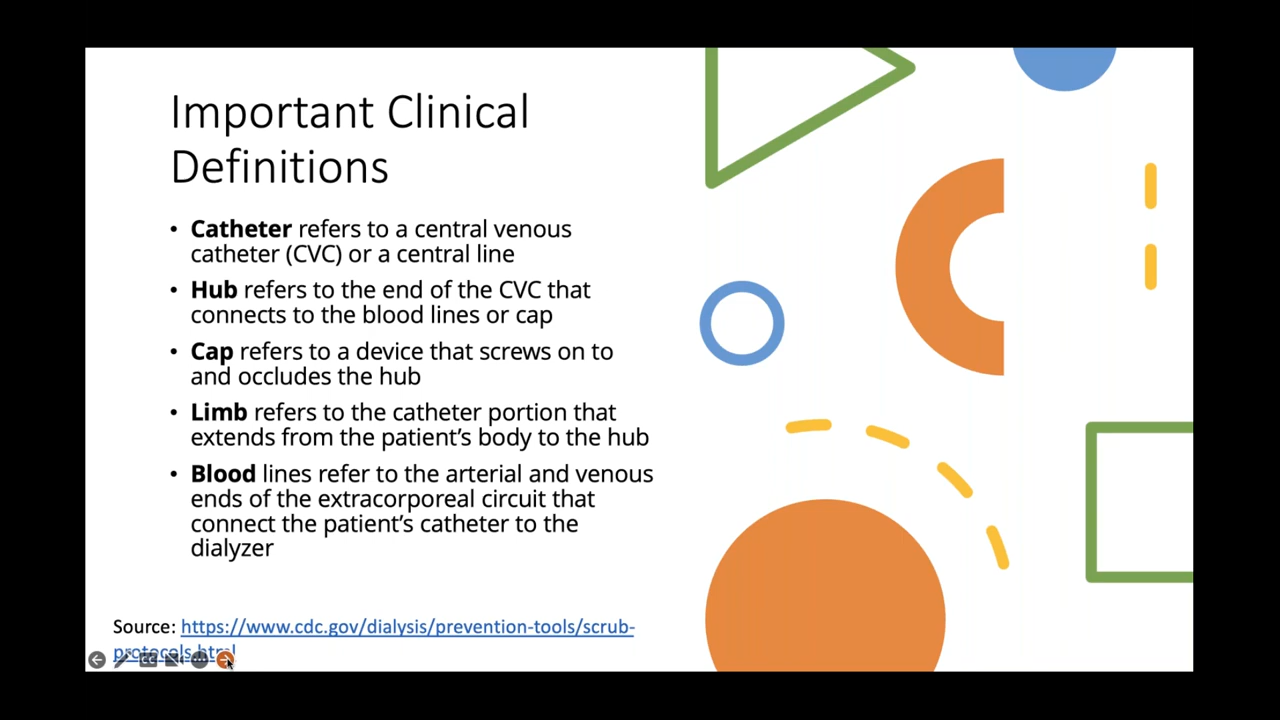 Important Clinical
Definitions
• Catheter refers to a central venous
catheter (CVC) or a central line
• Hub refers to the end of the CVC that
connects to the blood lines or cap
• Cap refers to a device that screws on to
and occludes the hub
• Limb refers to the catheter portion that
extends from the patient’s body to the hub
• Blood lines refer to the arterial and venous
ends of the extracorporeal circuit that
connect the patient’s catheter to the
dialyzer
Source: https://www.cdc.gov/dialysis/prevention-tools/scrub-
protocols.html